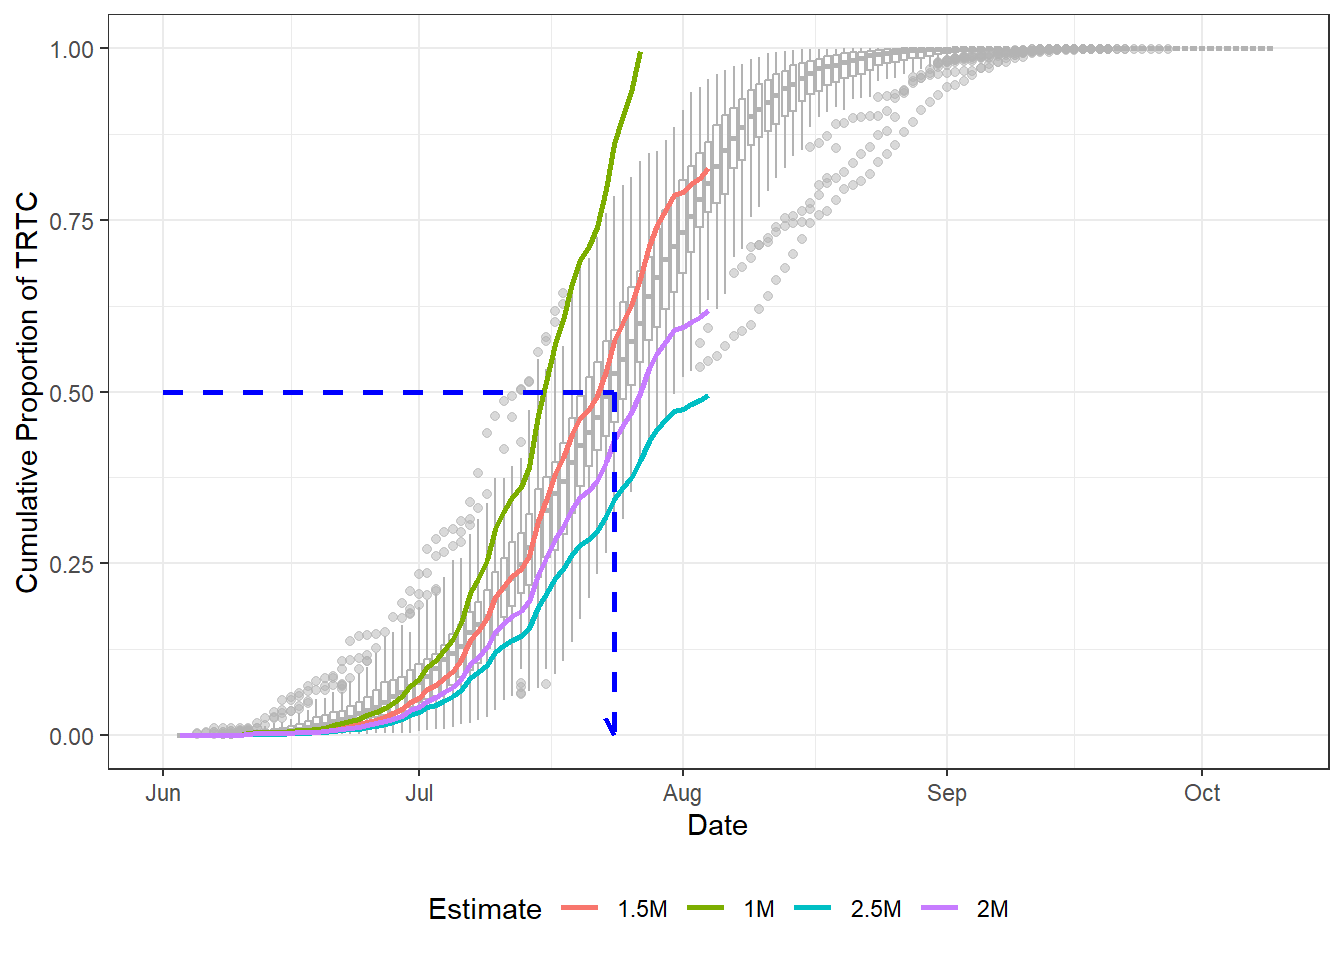 Cumulative Proportion of TRTC
1.00
0.75
0.50
0.25
0.00
Jun Jul Aug Sep Oct
Date
Estimate 1.5M 1M 2.5M 2M